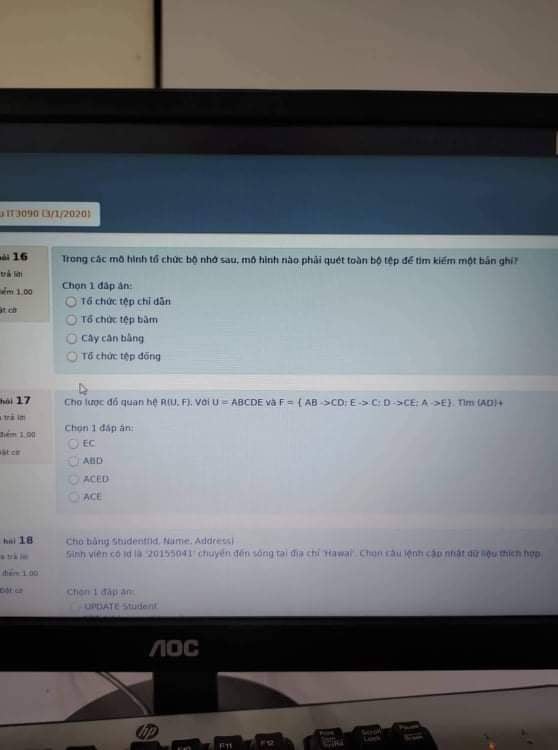 IT3090 (3/1/2020)
16
Trong các mô hình tổ chức bộ nhớ sau, mô hình nào phải quét toàn bộ tệp để tìm kiếm một bản ghi?
trả lời
Chọn 1 đáp án:
điểm 1,00
Tổ chức tệp chỉ dẫn
đặt cờ
Tổ chức tệp băm
Cây cân bằng
Tổ chức tệp đống
hỏi 17
Cho lược đồ quan hệ R(U, F). Với U = ABCDE và F = { AB ->CD; E -> C; D ->CE; A ->E}. Tìm (AD)+
trả lời
Chọn 1 đáp án:
điểm 1,00
EC
đặt cờ
ABD
ACED
ACE
hỏi 18
Cho bảng Student(Id, Name, Address)
trả lời
Sinh viên có Id là '20155041' chuyển đến sống tại địa chỉ 'Hawai'. Chọn câu lệnh cập nhật dữ liệu thích hợp.
điểm 1,00
Đặt cờ
Chọn 1 đáp án:
UPDATE Student
AOC
hp
F11
F12
Scroll
Lock
Pause